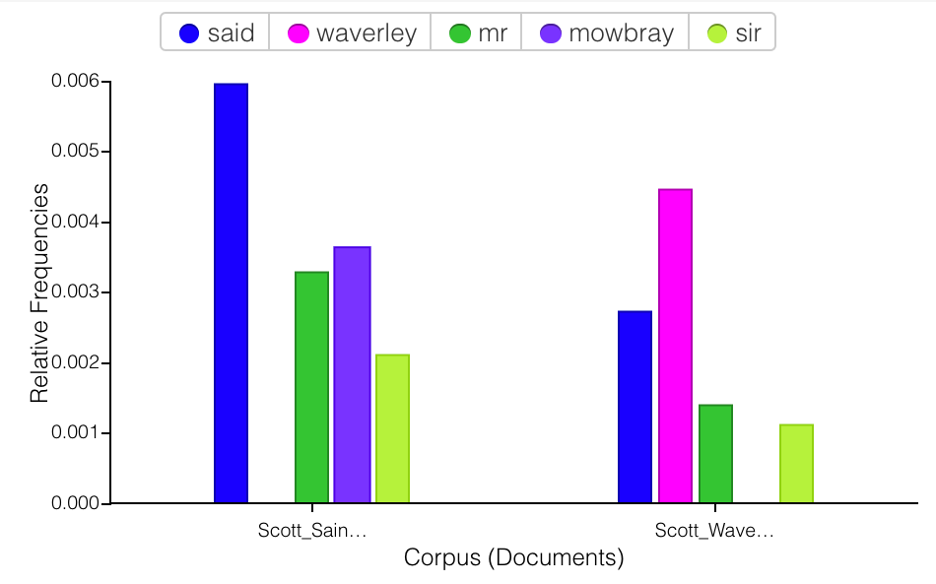 said waverley mr mowbray sir
0.006
0.005
0.004
0.003
0.002
0.001
0.000
Relative Frequencies
Scott_Sain… Scott_Wave…
Corpus (Documents)